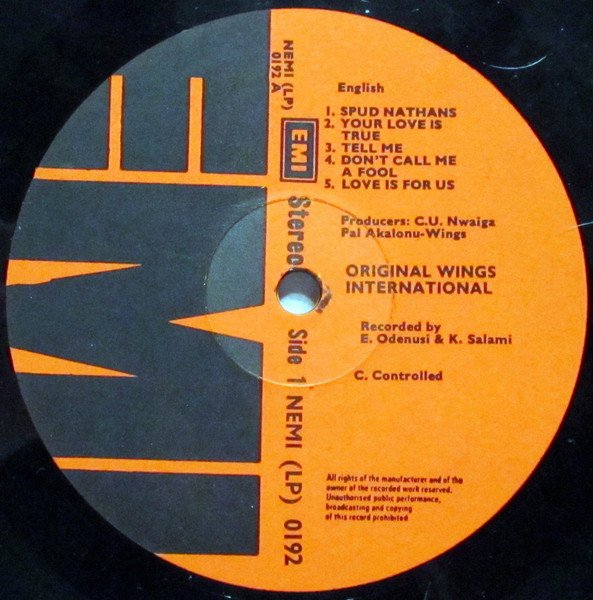 NEMI (LP)
0192 A
EMI
Stereo
Side 1
NEMI (LP) 0192
English
1. SPUD NATHANS
2. YOUR LOVE IS
TRUE
3. TELL ME
4. DON'T CALL ME
A FOOL
5. LOVE IS FOR US
Producers: C.U. Nwaiga
Pal Akalonu-Wings
ORIGINAL WINGS
INTERNATIONAL
Recorded by
E. Odenusi & K. Salami
C. Controlled
All rights of the manufacturer and of the
owner of the recorded work reserved.
Unauthorised public performance,
broadcasting and copying
of this record prohibited
EMI